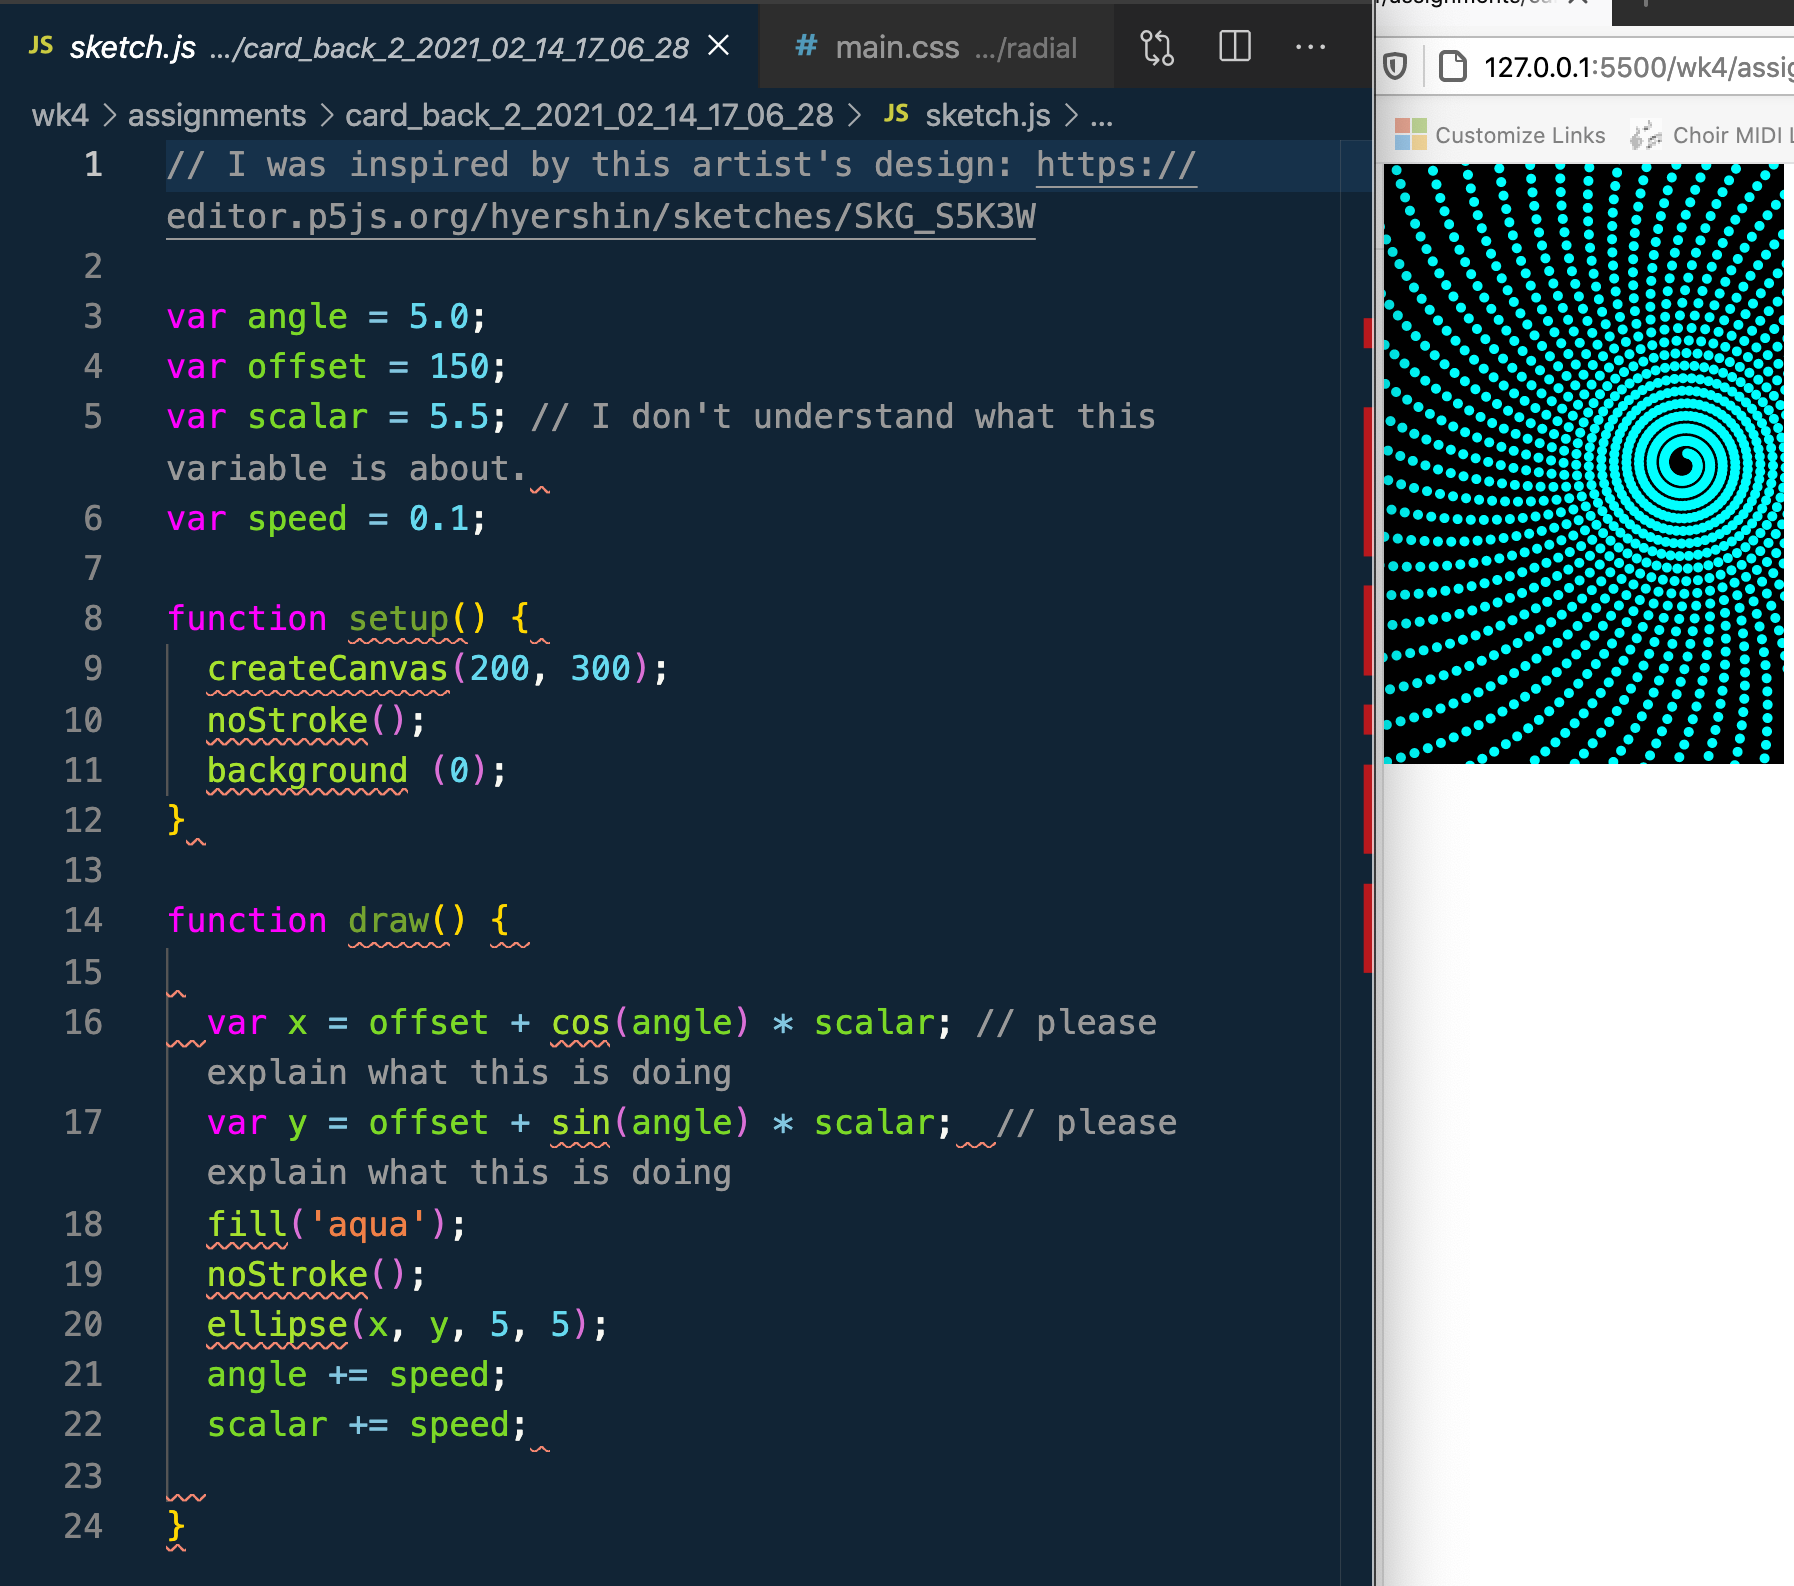 JS sketch.js .../card_back_2_2021_02_14_17_06_28 # main.css .../radial
127.0.0.1:5500/wk4/assig
wk4 > assignments > card_back_2_2021_02_14_17_06_28 > JS sketch.js > ...
Customize Links Choir MIDI
1 // I was inspired by this artist's design: https://
editor.p5js.org/hyershin/sketches/SkG_S5K3W
2
3 var angle = 5.0;
4 var offset = 150;
5 var scalar = 5.5; // I don't understand what this
variable is about.
6 var speed = 0.1;
7
8 function setup() {
9 createCanvas(200, 300);
10 noStroke();
11 background (0);
12 }
13
14 function draw() {
15
16 var x = offset + cos(angle) * scalar; // please
explain what this is doing
17 var y = offset + sin(angle) * scalar; // please
explain what this is doing
18 fill('aqua');
19 noStroke();
20 ellipse(x, y, 5, 5);
21 angle += speed;
22 scalar += speed;
23
24 }